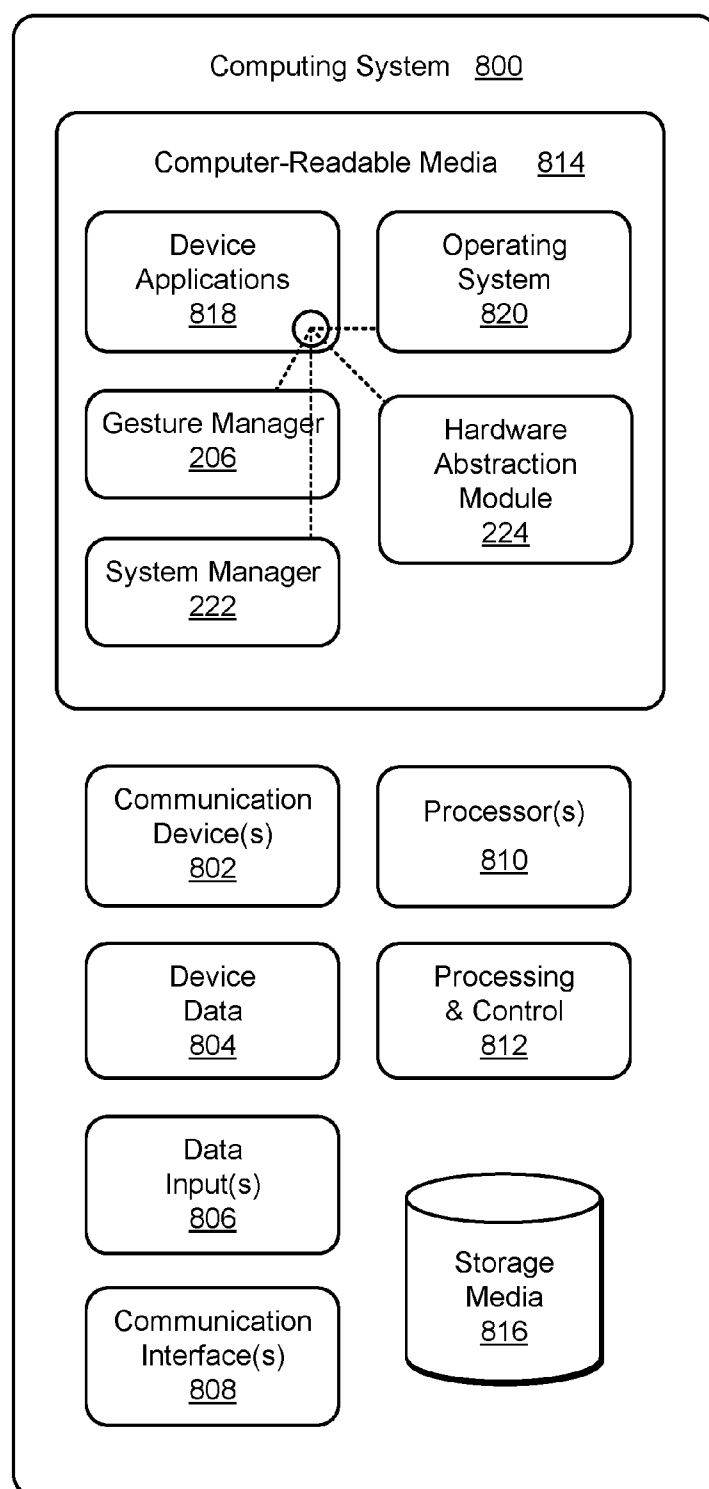 Computing System 800
Computer-Readable Media 814
Device
Applications
818
Operating
System
820
Gesture Manager
206
Hardware
Abstraction
Module
224
System Manager
222
Communication
Device(s)
802
Processor(s)
810
Device
Data
804
Processing
& Control
812
Data
Input(s)
806
Storage
Media
816
Communication
Interface(s)
808